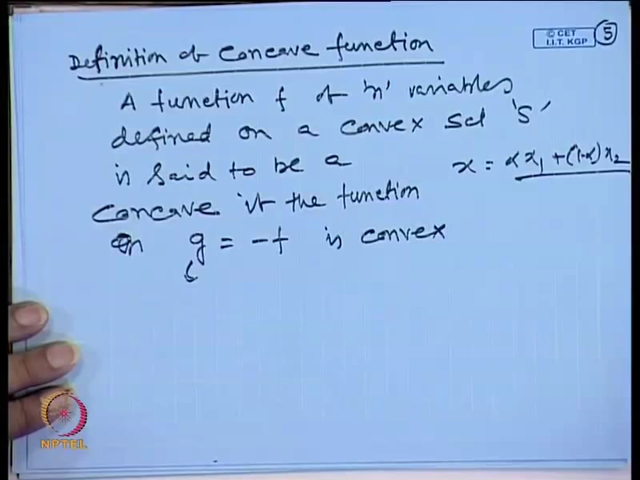 © CET
I.I.T. KGP
5
Definition of Concave function
A function f of 'n' variables
defined on a convex set 'S'
is said to be a
x = αx₁ + (1-α)x₂
Concave if the function
g = -f is convex
NPTEL